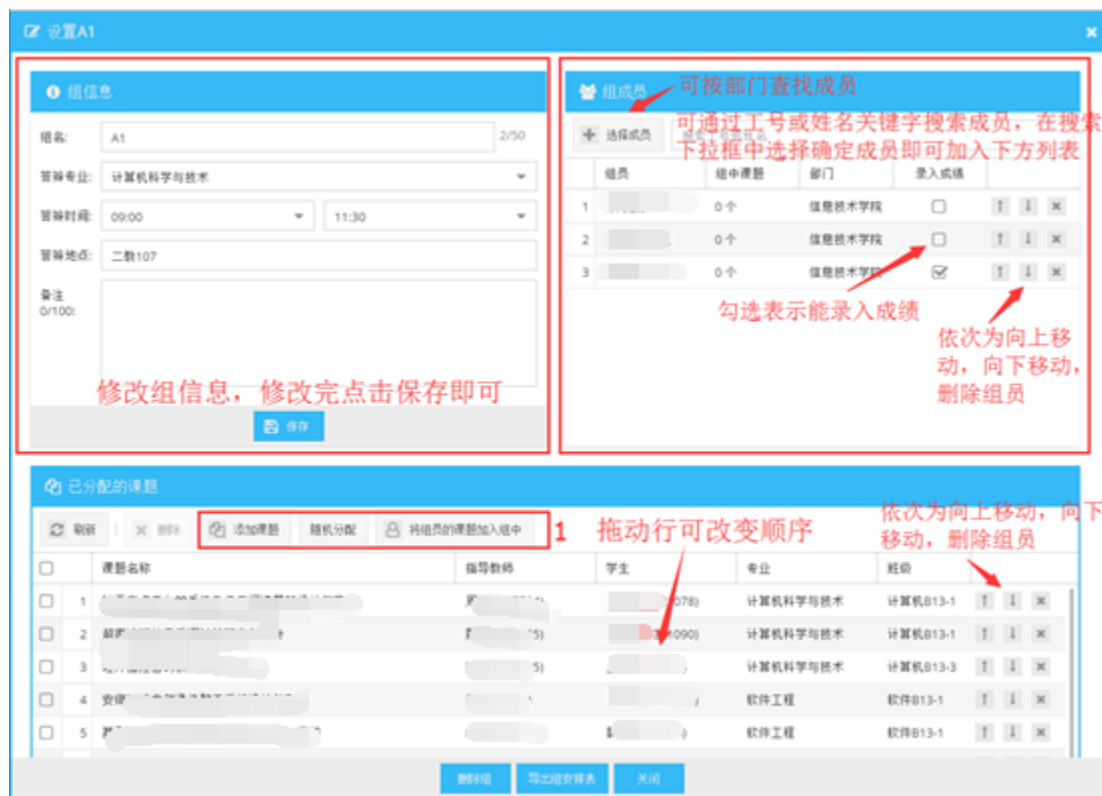 设置A1
组信息
组名:
A1
2/50
答辩专业:
计算机科学与技术
答辩时间:
09:00
11:30
答辩地点:
二教107
备注
0/100:
修改组信息，修改完点击保存即可
保存
组成员
可按部门查找成员
选择成员
可通过工号或姓名关键字搜索成员，在搜索
下拉框中选择确定成员即可加入下方列表
组员
组中课题
部门
录入成绩
1
0个
信息技术学院
2
0个
信息技术学院
3
0个
信息技术学院
勾选表示能录入成绩
依次为向上移
动，向下移动，
删除组员
已分配的课题
刷新
删除
添加课题
随机分配
将组员的课题加入组中
1
拖动行可改变顺序
依次为向上移动，向下
移动，删除组员
课题名称
指导教师
学生
专业
班级
1
078)
计算机科学与技术
计算机B13-1
2
5)
1090)
计算机科学与技术
计算机B13-1
3
5)
计算机科学与技术
计算机B13-3
4
软件工程
软件B13-1
5
软件工程
软件B13-1
删除组
导出组安排表
关闭